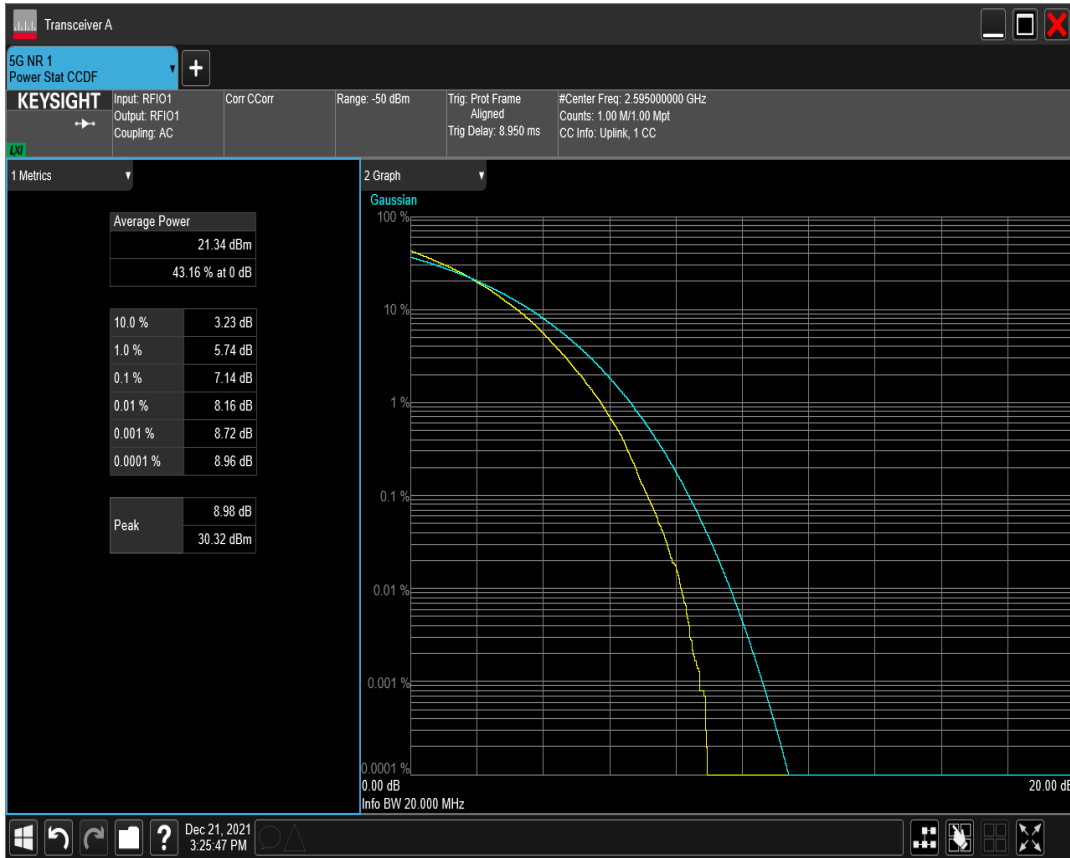 Transceiver A
5G NR 1
Power Stat CCDF
KEYSIGHT
LXI
Input: RFIO1
Output: RFIO1
Coupling: AC
Corr CCorr
Range: -50 dBm
Trig: Prot Frame
Aligned
Trig Delay: 8.950 ms
#Center Freq: 2.595000000 GHz
Counts: 1.00 M/1.00 Mpt
CC Info: Uplink, 1 CC
1 Metrics
Average Power
21.34 dBm
43.16 % at 0 dB
10.0 % 3.23 dB
1.0 % 5.74 dB
0.1 % 7.14 dB
0.01 % 8.16 dB
0.001 % 8.72 dB
0.0001 % 8.96 dB
Peak
8.98 dB
30.32 dBm
2 Graph
Gaussian
100 %
10 %
1 %
0.1 %
0.01 %
0.001 %
0.0001 %
0.00 dB 20.00 dB
Info BW 20.000 MHz
? Dec 21, 2021
3:25:47 PM